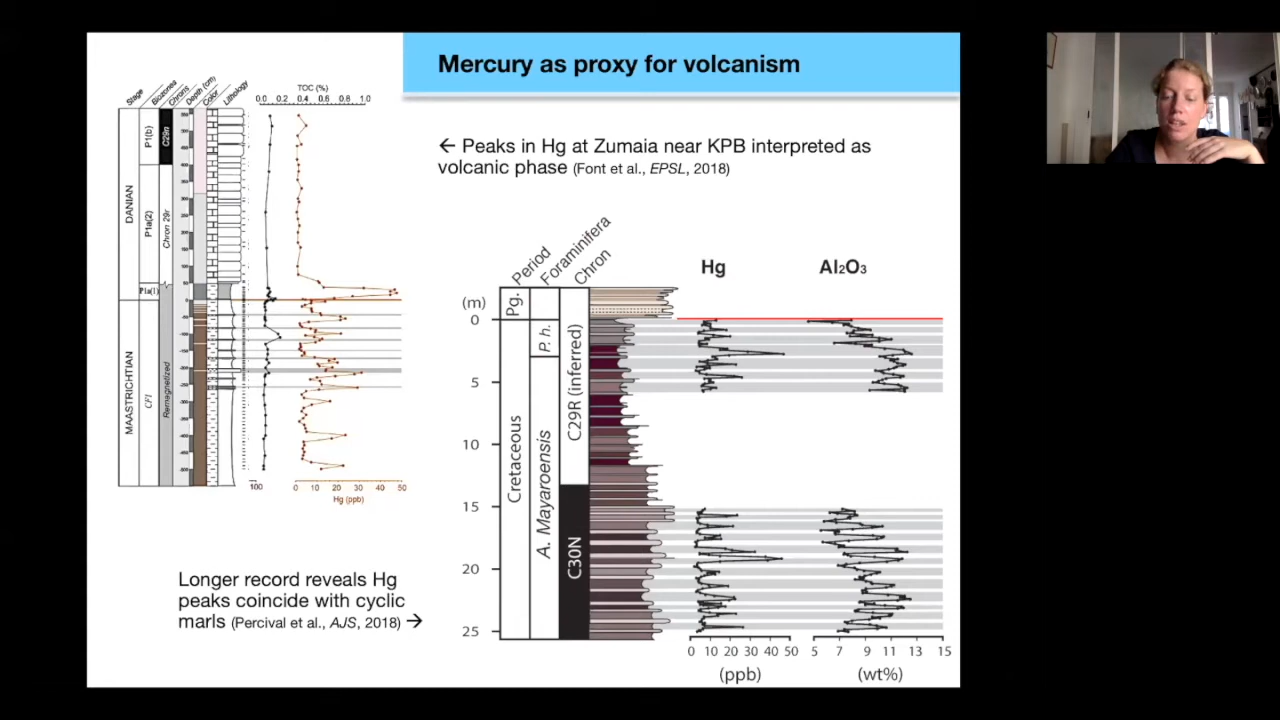 Mercury as proxy for volcanism
← Peaks in Hg at Zumaia near KPB interpreted as
volcanic phase (Font et al., EPSL, 2018)
Stage
Biozones
Chrons
Depth (cm)
Color
Lithology
TOC (%)
0.0 0.2 0.4 0.6 0.8 1.0
DANIAN
MAASTRICHTIAN
P1(b)
P1a(2)
P1a(1)
CF1
C29n
Chron 29r
Remagnetized
100
0 10 20 30 40 50
Hg (ppb)
Longer record reveals Hg
peaks coincide with cyclic
marls (Percival et al., AJS, 2018) →
Period
Foraminifera
Chron
Hg
Al2O3
(m)
0
5
10
15
20
25
Pg.
Cretaceous
P. h.
A. Mayaroensis
C29R (inferred)
C30N
0 10 20 30 40 50
(ppb)
5 7 9 11 13 15
(wt%)